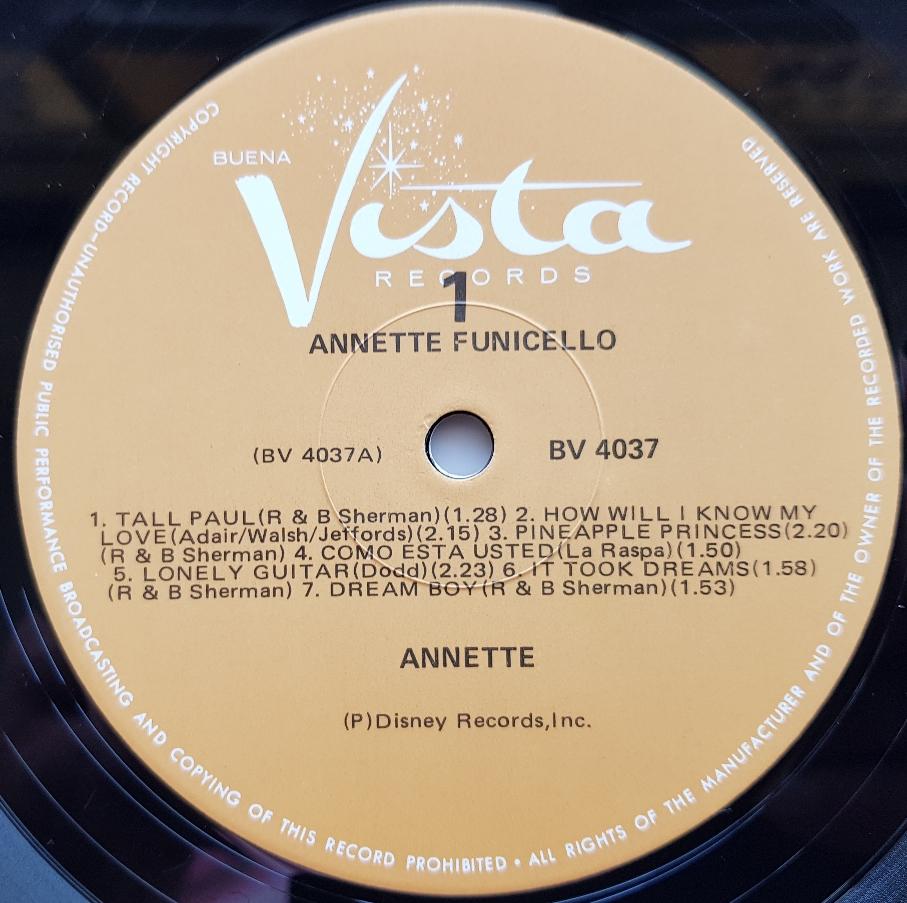 BUENA
Vista
RECORDS
1
ANNETTE FUNICELLO
(BV 4037A)
BV 4037
1. TALL PAUL(R & B Sherman)(1.28) 2. HOW WILL I KNOW MY
LOVE(Adair/Walsh/Jeffords)(2.15) 3. PINEAPPLE PRINCESS(2.20)
(R & B Sherman) 4. COMO ESTA USTED(La Raspa)(1.50)
5. LONELY GUITAR(Dodd)(2.23) 6. IT TOOK DREAMS(1.58)
(R & B Sherman) 7. DREAM BOY(R & B Sherman)(1.53)
ANNETTE
(P)Disney Records,Inc.
COPYRIGHT RECORD-UNAUTHORISED PUBLIC PERFORMANCE BROADCASTING AND COPYING OF THIS RECORD PROHIBITED • ALL RIGHTS OF THE MANUFACTURER AND OF THE OWNER OF THE RECORDED WORK ARE RESERVED